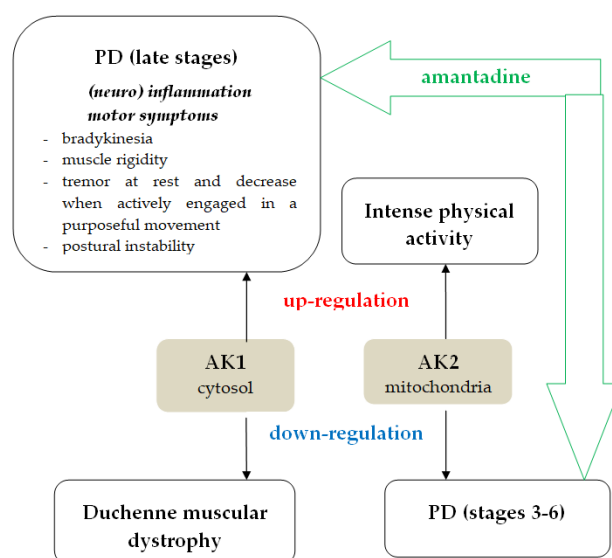 PD (late stages)
(neuro) inflammation
motor symptoms
- bradykinesia
- muscle rigidity
- tremor at rest and decrease
when actively engaged in a
purposeful movement
- postural instability
amantadine
Intense physical
activity
up-regulation
AK1
cytosol
AK2
mitochondria
down-regulation
Duchenne muscular
dystrophy
PD (stages 3-6)